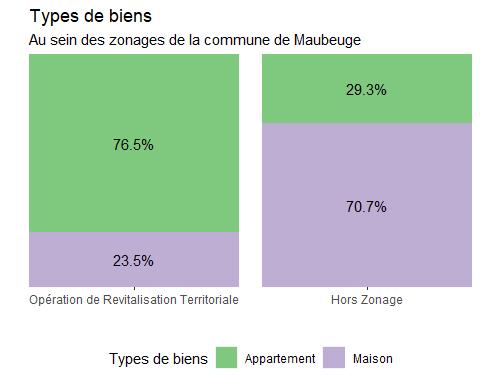 Types de biens
Au sein des zonages de la commune de Maubeuge
76.5%
23.5%
29.3%
70.7%
Opération de Revitalisation Territoriale
Hors Zonage
Types de biens
Appartement
Maison